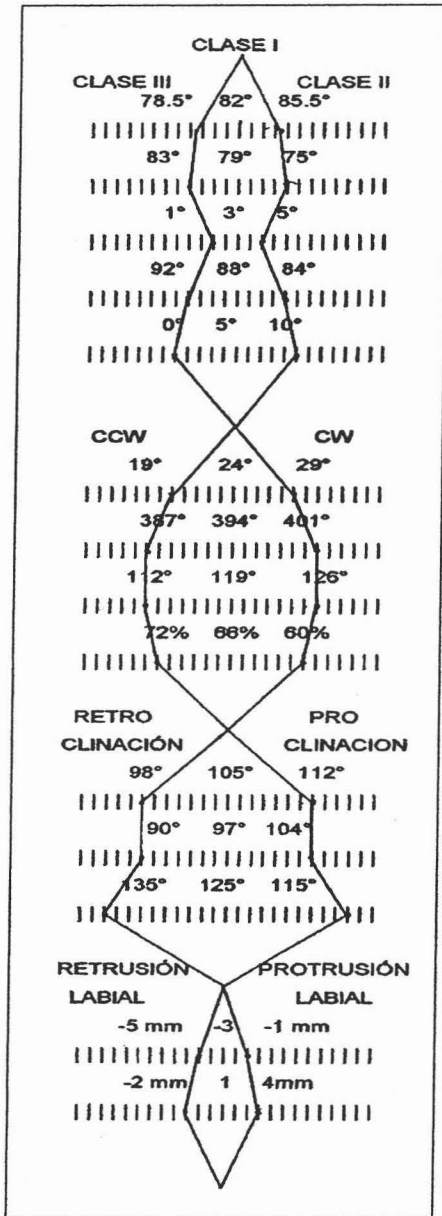 CLASE I
CLASE III CLASE II
78.5° 82° 85.5°
83° 79° 75°
1° 3° 5°
92° 88° 84°
0° 5° 10°
CCW CW
19° 24° 29°
387° 394° 401°
112° 119° 126°
72% 66% 60%
RETRO PRO
CLINACIÓN CLINACION
98° 105° 112°
90° 97° 104°
135° 125° 115°
RETRUSIÓN PROTRUSIÓN
LABIAL LABIAL
-5 mm -3 -1 mm
-2 mm 1 4mm